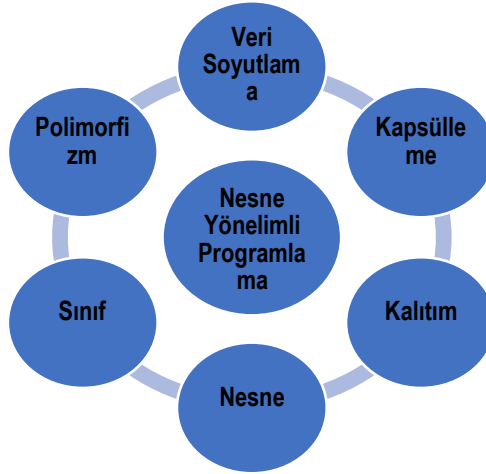 Veri
Soyutlam
a
Polimorfi
zm
Kapsülle
me
Nesne
Yönelimli
Programla
ma
Sınıf
Kalıtım
Nesne